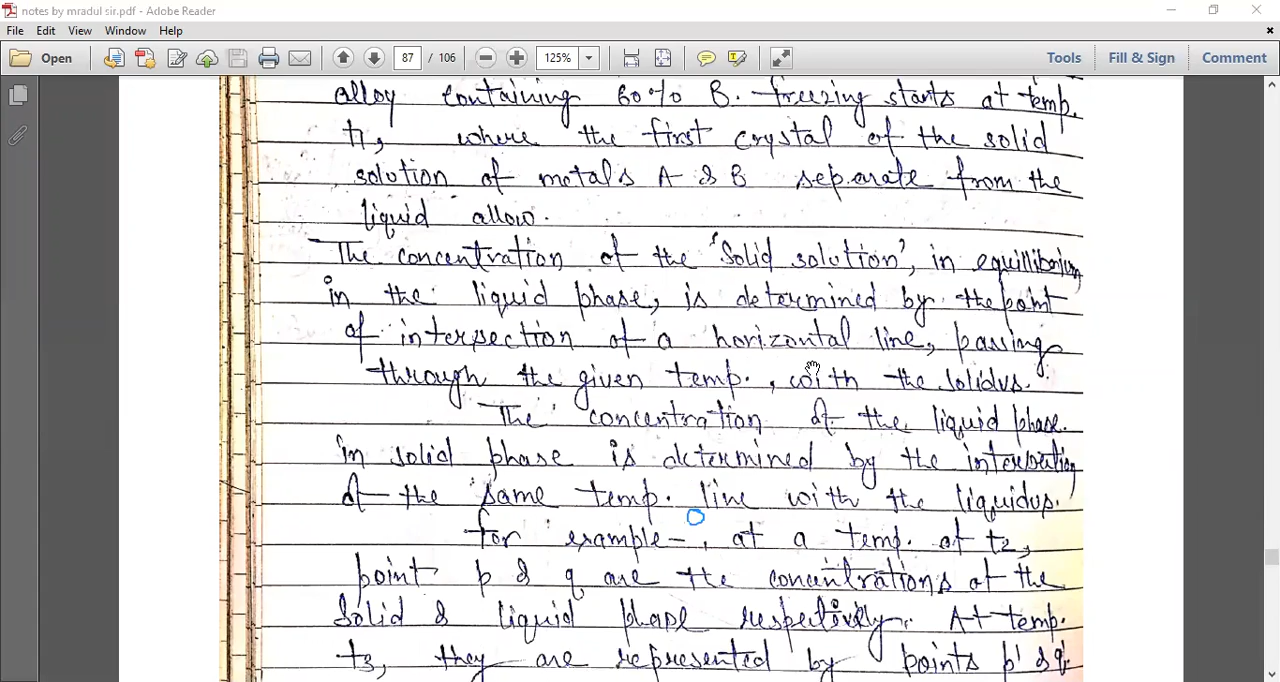 notes by mradul sir.pdf - Adobe Reader
File Edit View Window Help
Open 87 / 106 125% Tools Fill & Sign Comment
alloy containing 60% B. freezing starts at temp.
t1, where the first crystal of the solid
solution of metals A & B separate from the
liquid allow.
The concentration of the 'Solid solution', in equillibrium
in the liquid phase, is determined by the point
of intersection of a horizontal line, passing
through the given temp., with the solidus.
The concentration of the liquid phase.
in solid phase is determined by the
of the same temp. line with the liquidus.
for example-, at a temp. of t2,
point p & q are the concentrations of the
Solid & liquid phase respectively. At temp.
t3, they are represented by points p' & q'